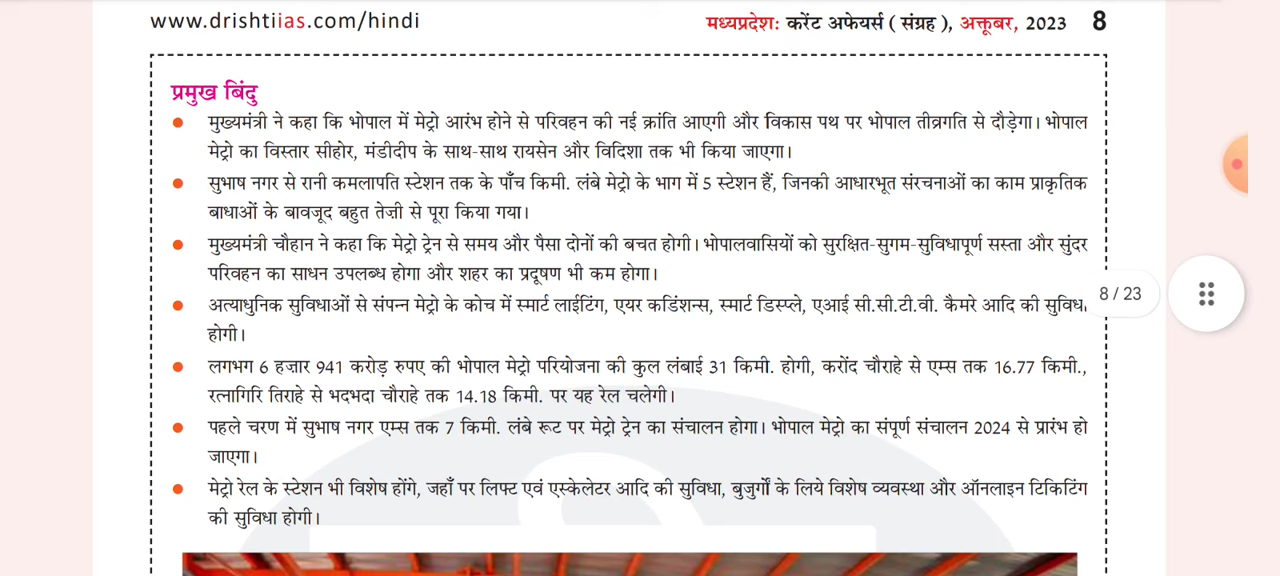 www.drishtiias.com/hindi
मध्यप्रदेश: करेंट अफेयर्स ( संग्रह ), अक्तूबर, 2023 8
प्रमुख बिंदु
● मुख्यमंत्री ने कहा कि भोपाल में मेट्रो आरंभ होने से परिवहन की नई क्रांति आएगी और विकास पथ पर भोपाल तीव्रगति से दौड़ेगा। भोपाल
मेट्रो का विस्तार सीहोर, मंडीदीप के साथ-साथ रायसेन और विदिशा तक भी किया जाएगा।
● सुभाष नगर से रानी कमलापति स्टेशन तक के पाँच किमी. लंबे मेट्रो के भाग में 5 स्टेशन हैं, जिनकी आधारभूत संरचनाओं का काम प्राकृतिक
बाधाओं के बावजूद बहुत तेज़ी से पूरा किया गया।
● मुख्यमंत्री चौहान ने कहा कि मेट्रो ट्रेन से समय और पैसा दोनों की बचत होगी। भोपालवासियों को सुरक्षित-सुगम-सुविधापूर्ण सस्ता और सुंदर
परिवहन का साधन उपलब्ध होगा और शहर का प्रदूषण भी कम होगा।
● अत्याधुनिक सुविधाओं से संपन्न मेट्रो के कोच में स्मार्ट लाईटिंग, एयर कडिंशन्स, स्मार्ट डिस्प्ले, एआई सी.सी.टी.वी. कैमरे आदि की सुविधा
होगी।
8 / 23
● लगभग 6 हजार 941 करोड़ रुपए की भोपाल मेट्रो परियोजना की कुल लंबाई 31 किमी. होगी, करोंद चौराहे से एम्स तक 16.77 किमी.,
रत्नागिरि तिराहे से भदभदा चौराहे तक 14.18 किमी. पर यह रेल चलेगी।
● पहले चरण में सुभाष नगर एम्स तक 7 किमी. लंबे रूट पर मेट्रो ट्रेन का संचालन होगा। भोपाल मेट्रो का संपूर्ण संचालन 2024 से प्रारंभ हो
जाएगा।
● मेट्रो रेल के स्टेशन भी विशेष होंगे, जहाँ पर लिफ्ट एवं एस्केलेटर आदि की सुविधा, बुजुर्गों के लिये विशेष व्यवस्था और ऑनलाइन टिकिटिंग
की सुविधा होगी।